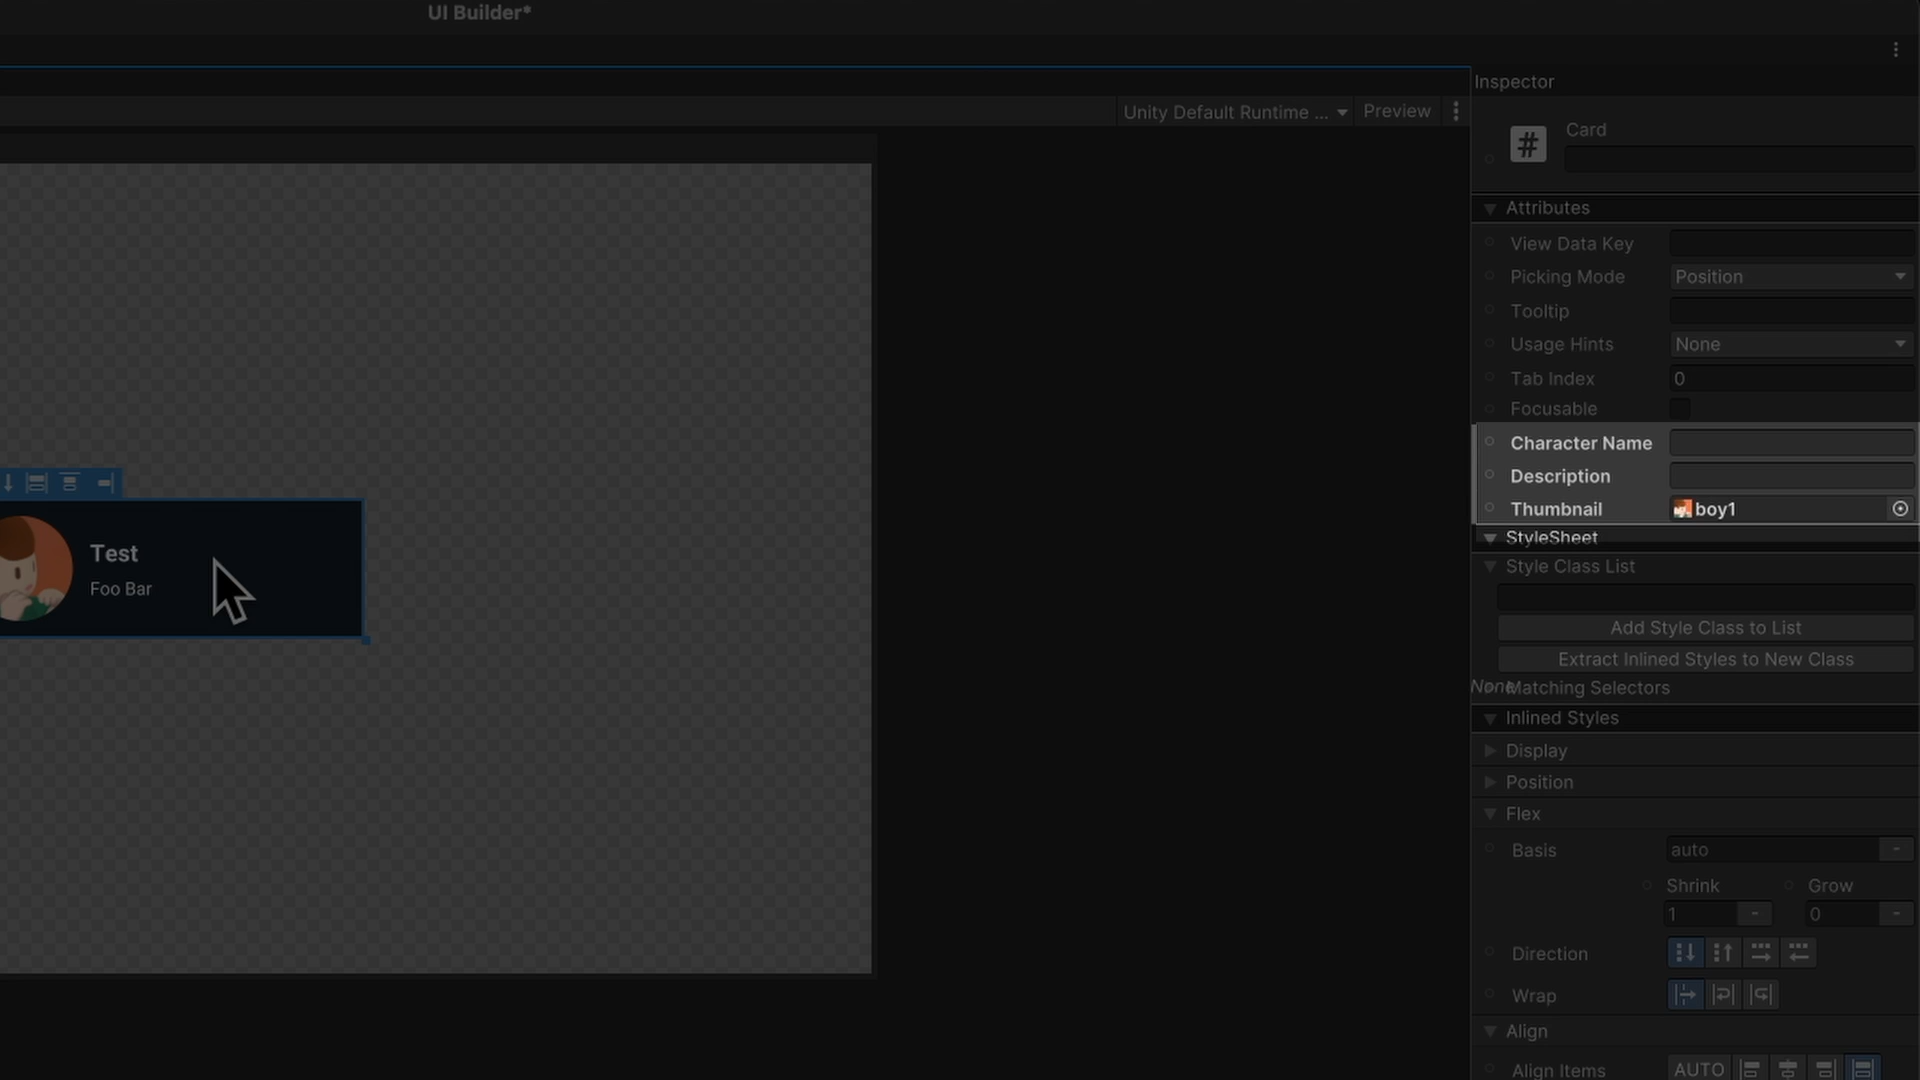 UI Builder*
Unity Default Runtime ...
Preview
Test
Foo Bar
Inspector
#
Card
Attributes
View Data Key
Picking Mode Position
Tooltip
Usage Hints None
Tab Index 0
Focusable
Character Name
Description
Thumbnail boy1
StyleSheet
Style Class List
Add Style Class to List
Extract Inlined Styles to New Class
None Matching Selectors
Inlined Styles
Display
Position
Flex
Basis auto -
Shrink Grow
1 - 0 -
Direction
Wrap
Align
Align Items AUTO